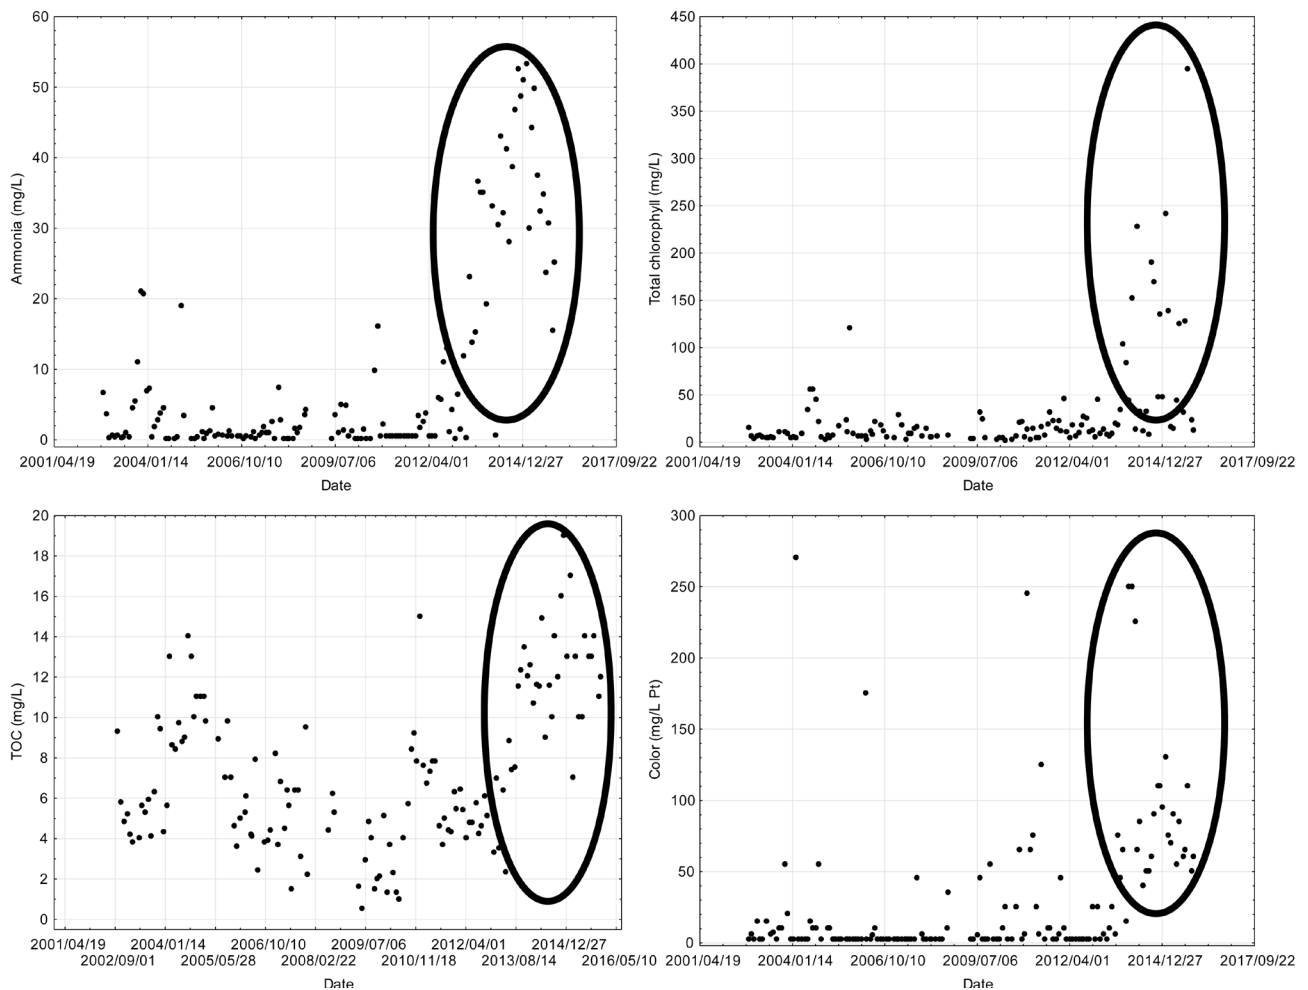 60
50
40
30
20
10
0
Ammonia (mg/L)
2001/04/19 2004/01/14 2006/10/10 2009/07/06 2012/04/01 2014/12/27 2017/09/22
Date
450
400
350
300
250
200
150
100
50
0
Total chlorophyll (mg/L)
2001/04/19 2004/01/14 2006/10/10 2009/07/06 2012/04/01 2014/12/27 2017/09/22
Date
20
18
16
14
12
10
8
6
4
2
0
TOC (mg/L)
2001/04/19 2004/01/14 2006/10/10 2009/07/06 2012/04/01 2014/12/27
2002/09/01 2005/05/28 2008/02/22 2010/11/18 2013/08/14 2016/05/10
Date
300
250
200
150
100
50
0
Color (mg/L Pt)
2001/04/19 2004/01/14 2006/10/10 2009/07/06 2012/04/01 2014/12/27 2017/09/22
Date